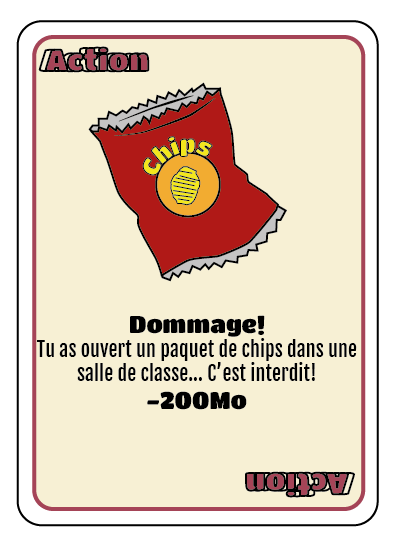 Action
Chips
Dommage!
Tu as ouvert un paquet de chips dans une
salle de classe... C'est interdit!
-200Mo
Action